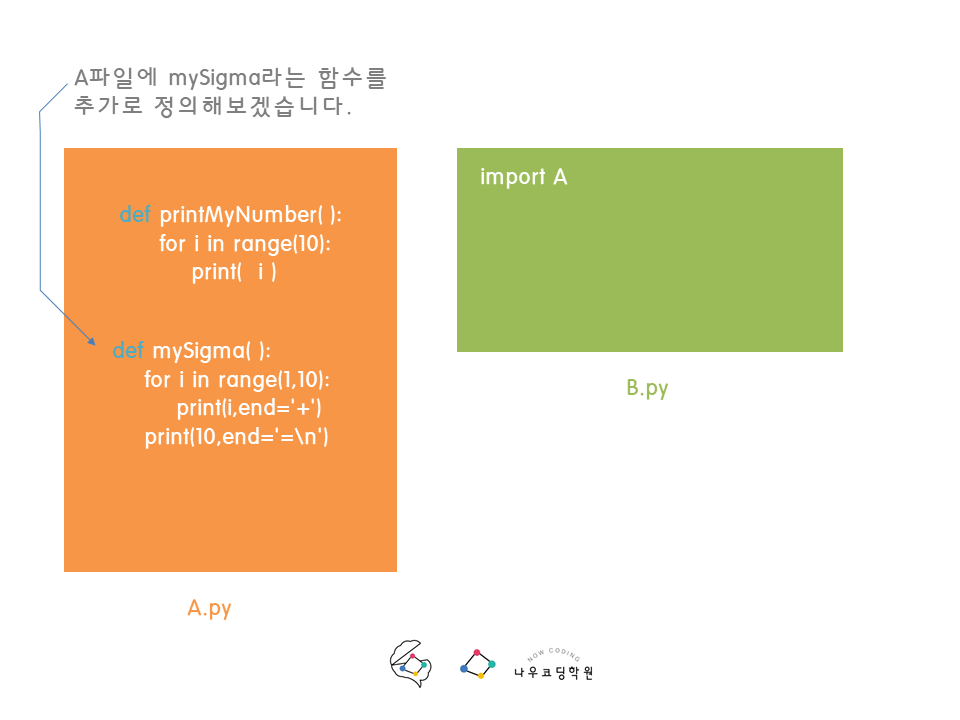 A파일에 mySigma라는 함수를
추가로 정의해보겠습니다.
def printMyNumber( ):
for i in range(10):
print( i )
def mySigma( ):
for i in range(1,10):
print(i,end='+')
print(10,end='=\n')
A.py
import A
B.py
NOW CODING
나우코딩학원